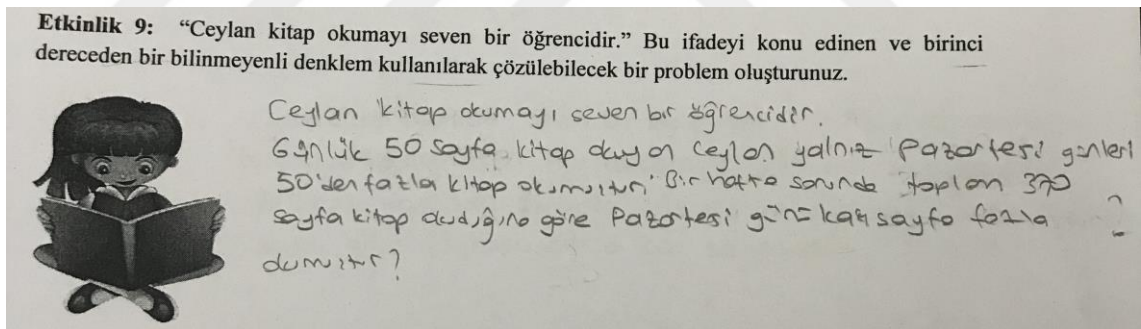 Etkinlik 9: “Ceylan kitap okumayı seven bir öğrencidir.” Bu ifadeyi konu edinen ve birinci
dereceden bir bilinmeyenli denklem kullanılarak çözülebilecek bir problem oluşturunuz.
Ceylan kitap okumayı seven bir öğrencidir.
Günlük 50 sayfa kitap okuyan Ceylan yalnız Pazartesi günleri
50'den fazla kitap okumuştur. Bir hafta sonunda toplam 370
sayfa kitap okuduğuna göre Pazartesi günü kaç sayfa fazla ?
okumuştur?